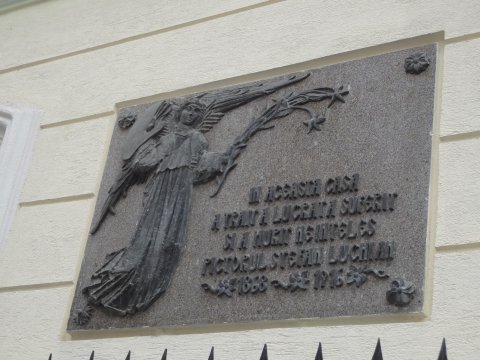 IN ACEASTA CASA
A TRAIT A LUCRAT A SUFERIT
SI A MURIT NEINTELES
PICTORUL STEFAN LUCHIAN
1868 1916